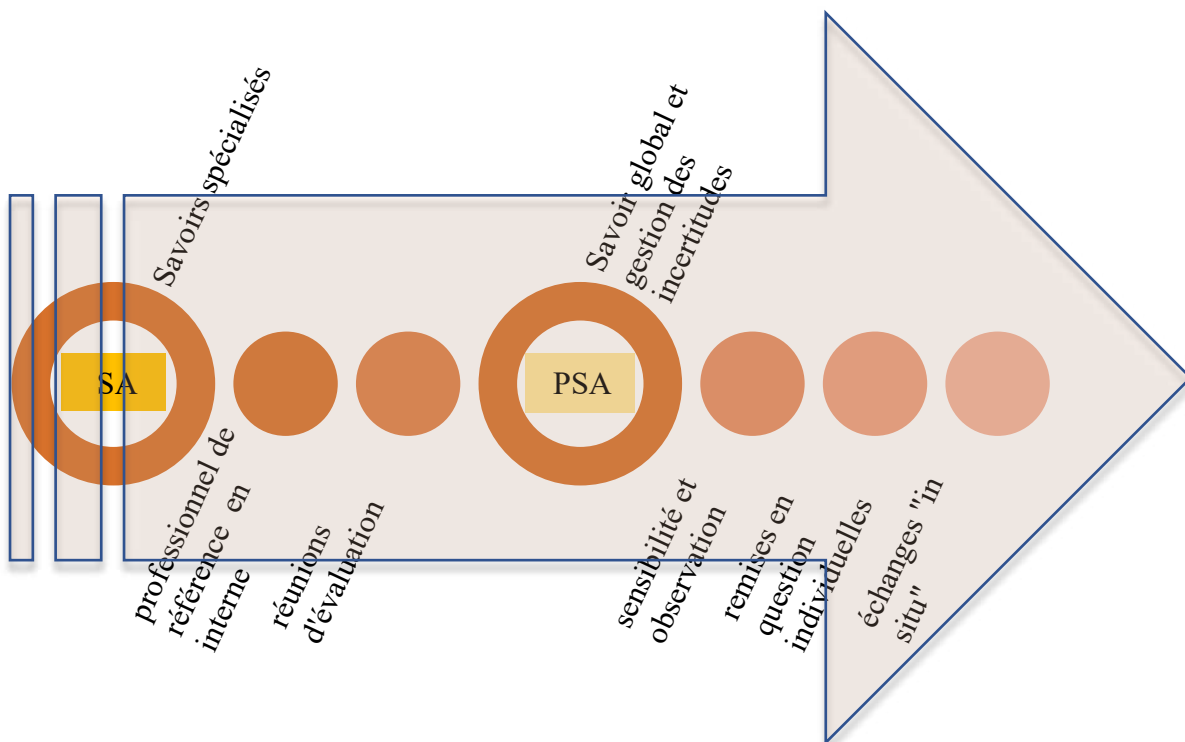 Savoirs spécialisés
SA
professionnel de
référence en
interne
réunions
d'évaluation
Savoir global et
gestion des
incertitudes
PSA
sensibilité et
observation
remises en
question
individuelles
échanges "in
situ"